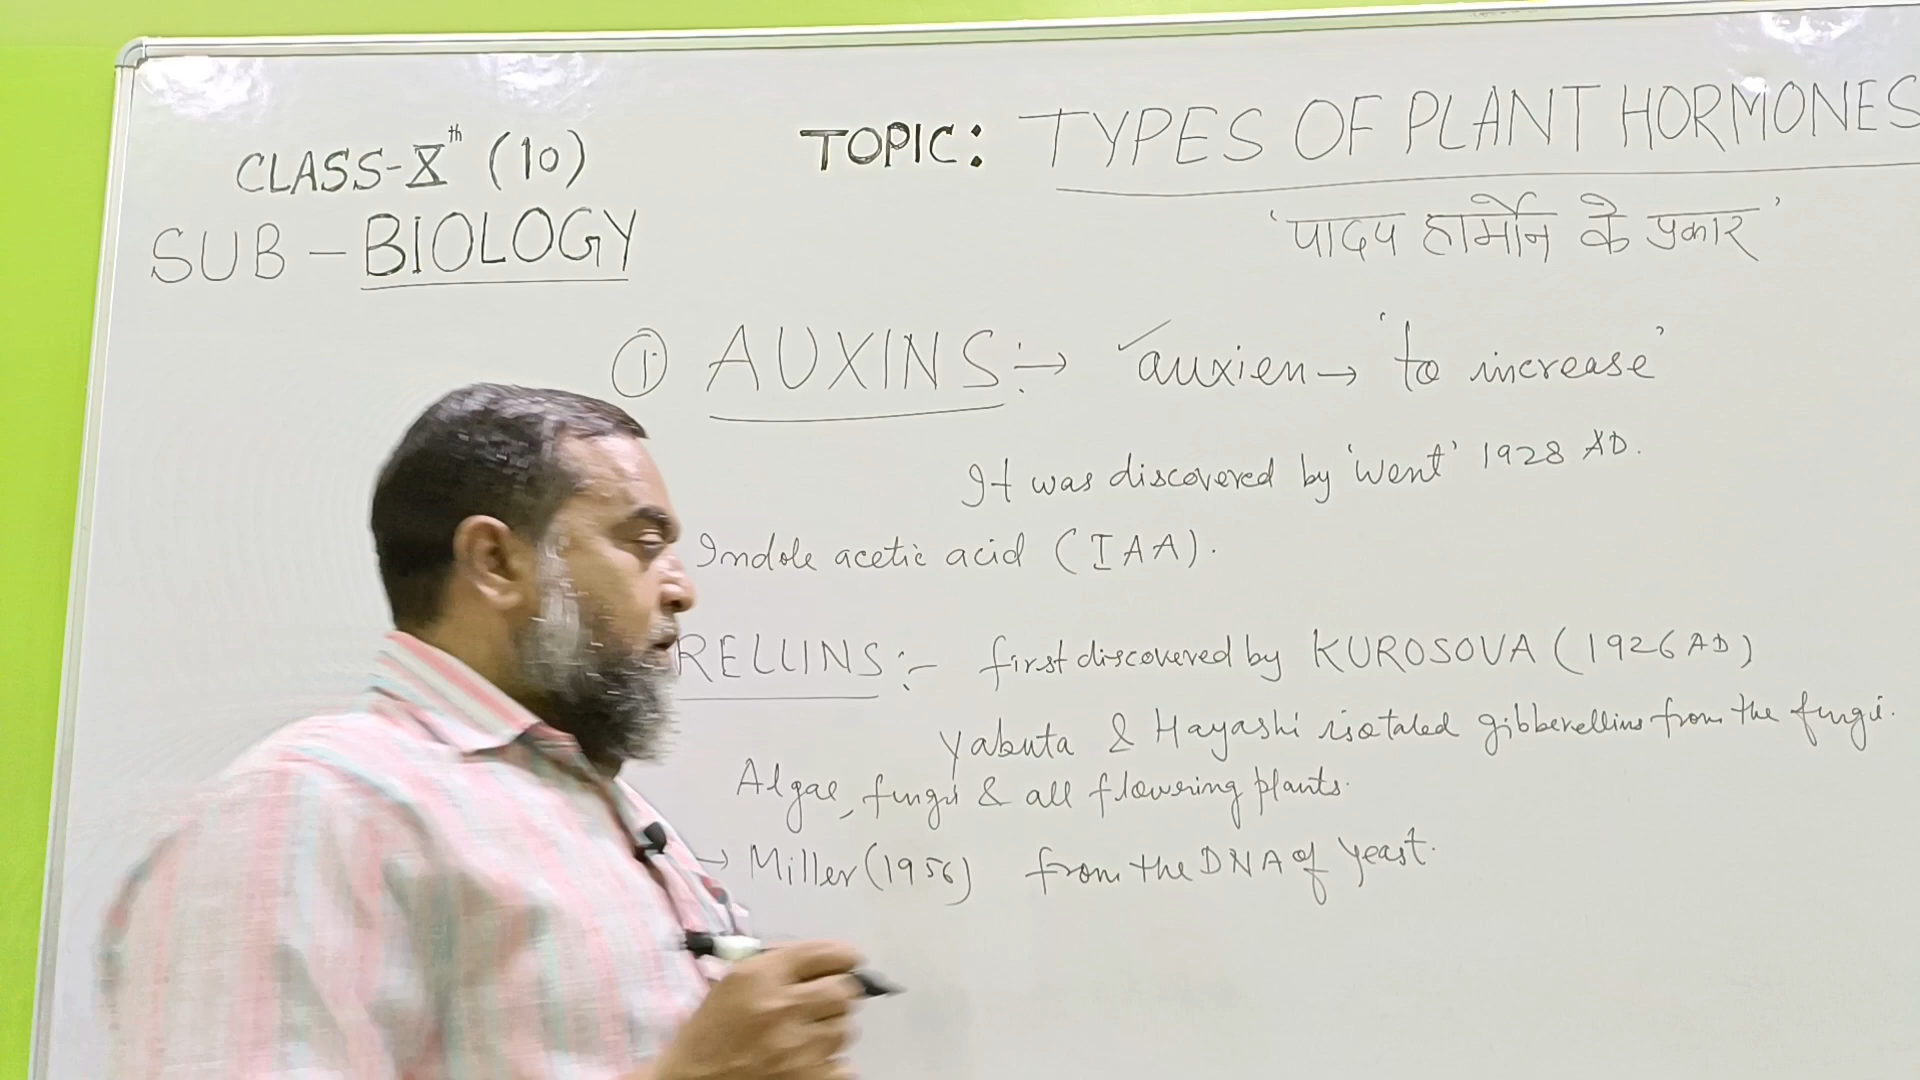 CLASS-Xth (10)
TOPIC: TYPES OF PLANT HORMONES
SUB - BIOLOGY
'पादप हार्मोन के प्रकार'
① AUXINS :→ auxien → 'to increase'
It was discovered by 'Went' 1928 AD.
Indole acetic acid (IAA).
RELLINS :- first discovered by KUROSOVA (1926 AD)
Yabuta & Hayashi isotaled gibberellins from the fungi.
Algae, fungi & all flowering plants.
→ Miller (1956) from the DNA of yeast.